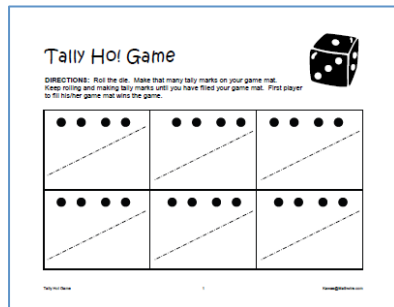 Tally Ho! Game
DIRECTIONS: Roll the die. Make that many tally marks on your game mat.
Keep rolling and making tally marks until you have filled your game mat. First player
to fill his/her game mat wins the game.
Tally Ho! Game 1